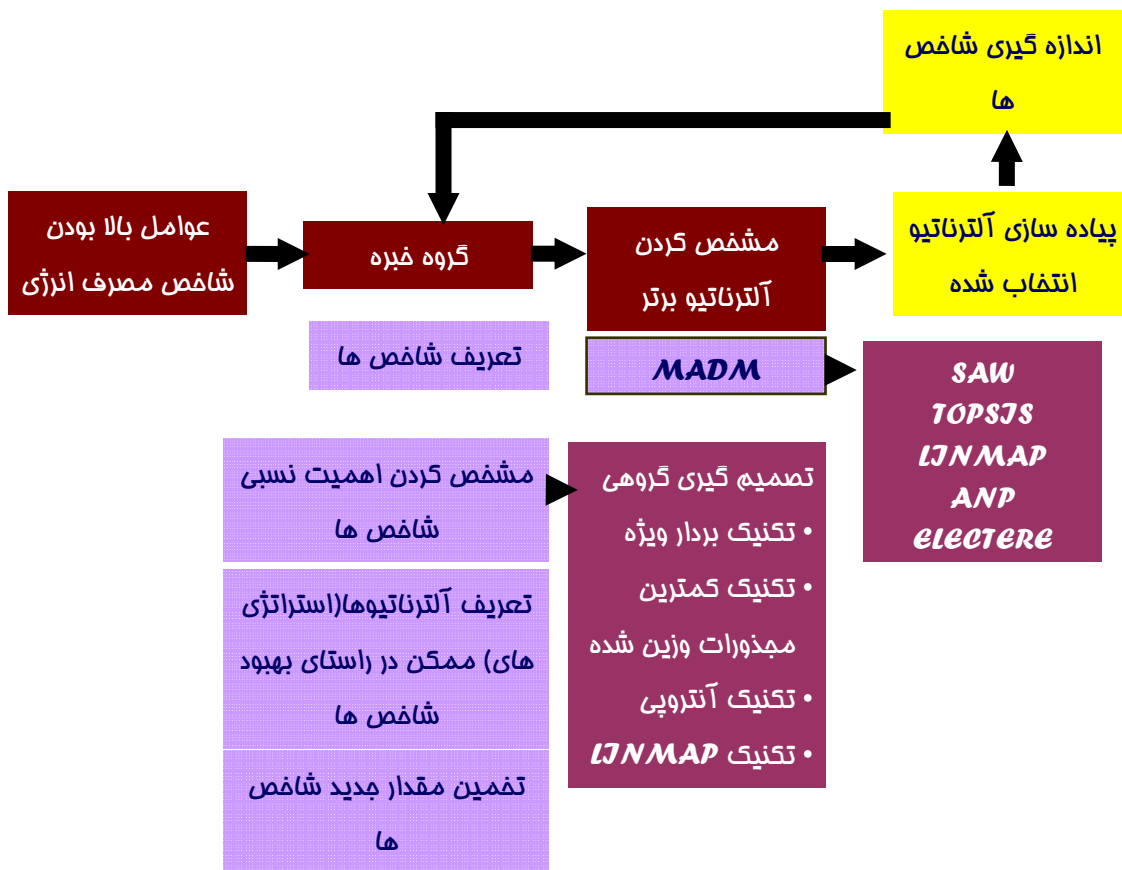 اندازه گیری شاخص
ها
عوامل بالا بودن
شاخص مصرف انرژی
گروه خبره
مشخص کردن
آلترناتیو برتر
پیاده سازی آلترناتیو
انتخاب شده
تعریف شاخص ها
MADM
SAW
TOPSIS
LINMAP
ANP
ELECTERE
مشخص کردن اهمیت نسبی
شاخص ها
تصمیم گیری گروهی
• تکنیک بردار ویژه
• تکنیک کمترین
مجذورات وزین شده
• تکنیک آنتروپی
• تکنیک LINMAP
تعریف آلترناتیوها(استراتژی
های) ممکن در راستای بهبود
شاخص ها
تخمین مقدار جدید شاخص
ها